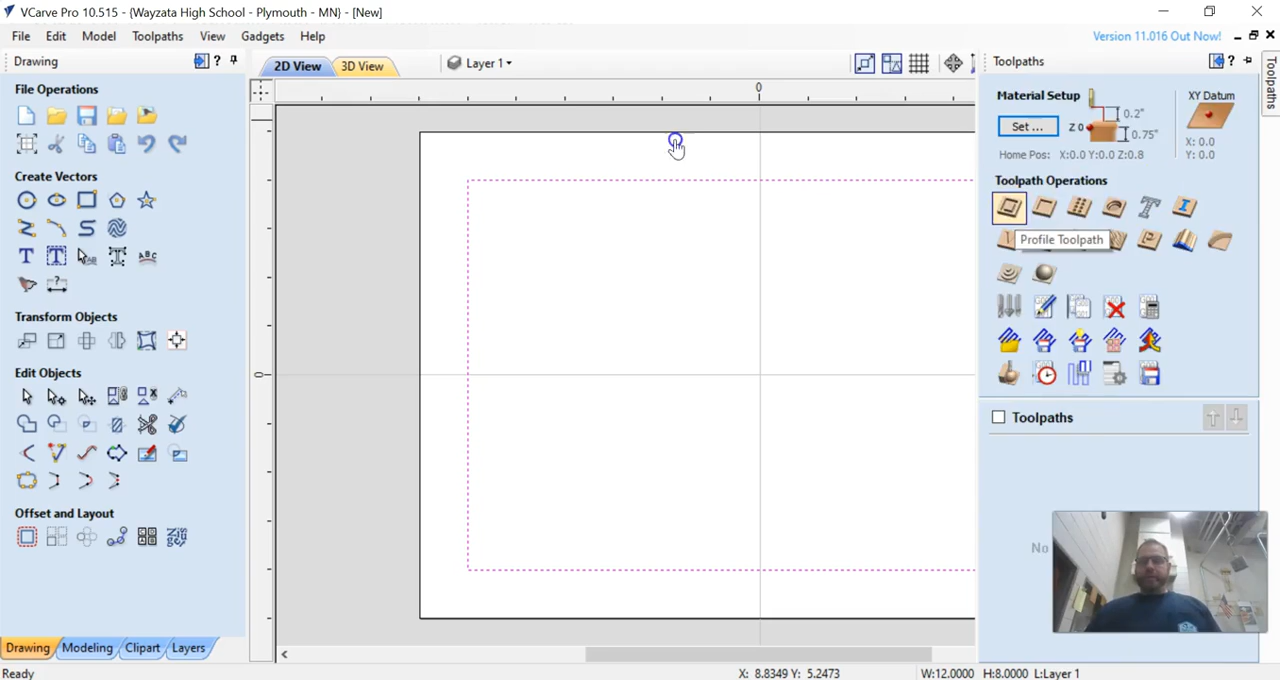 VCarve Pro 10.515 - {Wayzata High School - Plymouth - MN} - [New]
File Edit Model Toolpaths View Gadgets Help
Version 11.016 Out Now!
Drawing
2D View
3D View
Layer 1
Toolpaths
File Operations
0
Material Setup
XY Datum
Set ...
Z 0
0.2"
0.75"
X: 0.0
Y: 0.0
Home Pos: X:0.0 Y:0.0 Z:0.8
Toolpaths
Create Vectors
Toolpath Operations
Profile Toolpath
Transform Objects
0
Edit Objects
Toolpaths
Offset and Layout
No
Drawing Modeling Clipart Layers
Ready
X: 8.8349 Y: 5.2473
W:12.0000 H:8.0000 L:Layer 1